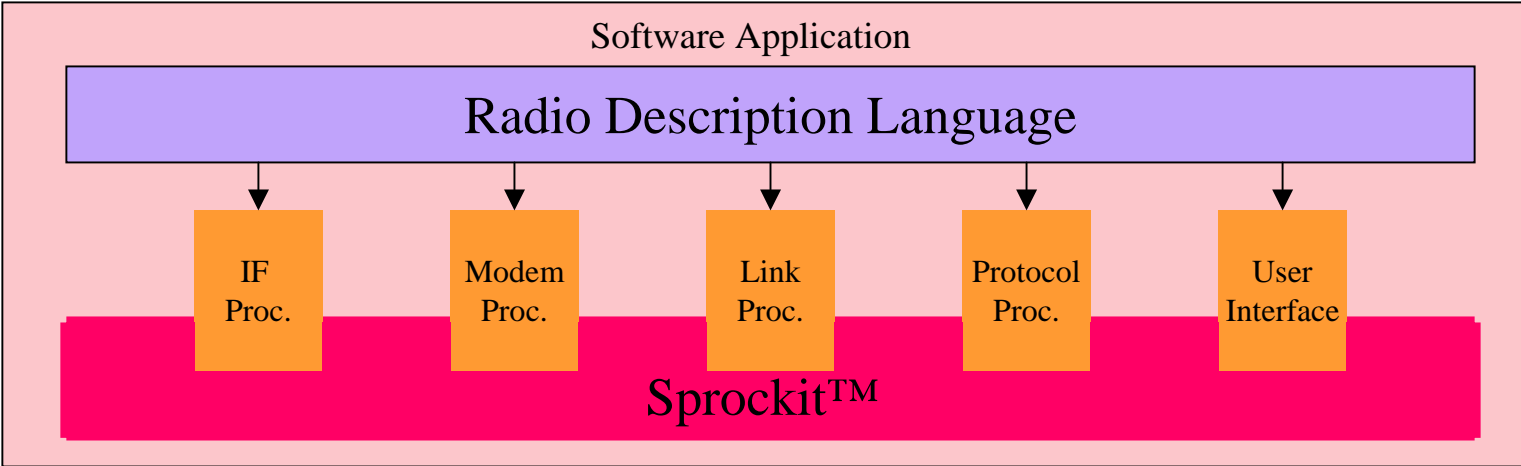 Software Application
Radio Description Language
IF
Proc.
Modem
Proc.
Link
Proc.
Protocol
Proc.
User
Interface
Sprockit™